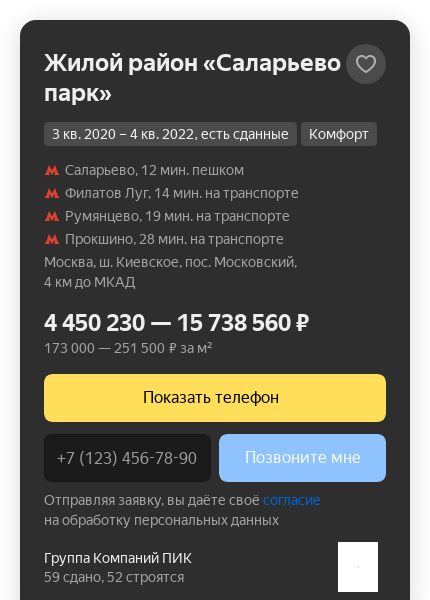 Жилой район «Саларьево
парк»
3 кв. 2020 – 4 кв. 2022, есть сданные Комфорт
Саларьево, 12 мин. пешком
Филатов Луг, 14 мин. на транспорте
Румянцево, 19 мин. на транспорте
Прокшино, 28 мин. на транспорте
Москва, ш. Киевское, пос. Московский,
4 км до МКАД
4 450 230 — 15 738 560 ₽
173 000 — 251 500 ₽ за м²
Показать телефон
+7 (123) 456-78-90 Позвоните мне
Отправляя заявку, вы даёте своё согласие
на обработку персональных данных
Группа Компаний ПИК
59 сдано, 52 строятся